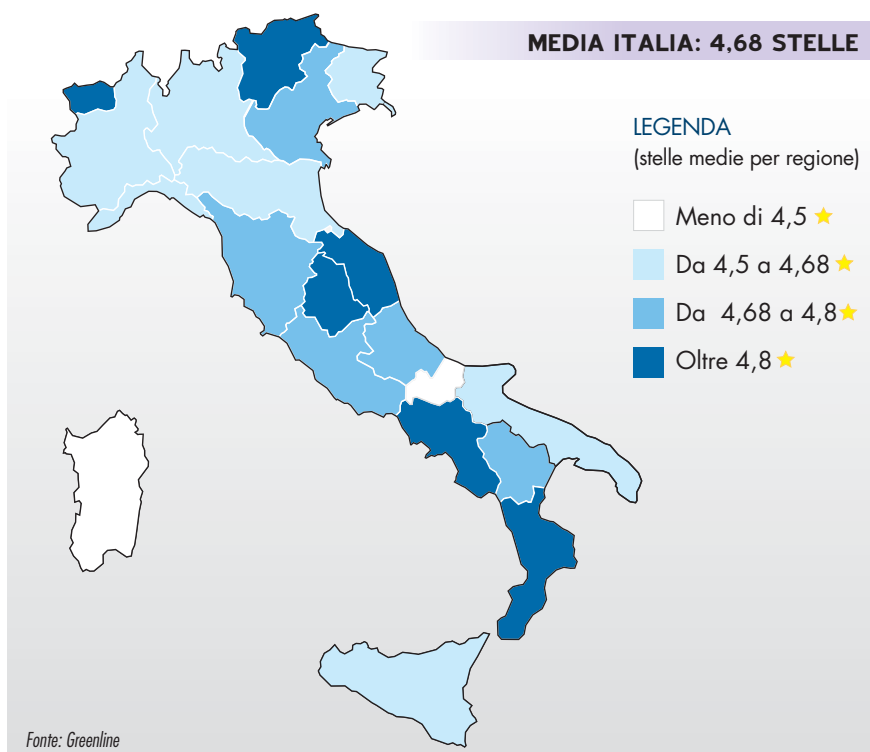 MEDIA ITALIA: 4,68 STELLE
LEGENDA
(stelle medie per regione)
Meno di 4,5
Da 4,5 a 4,68
Da 4,68 a 4,8
Oltre 4,8
Fonte: Greenline